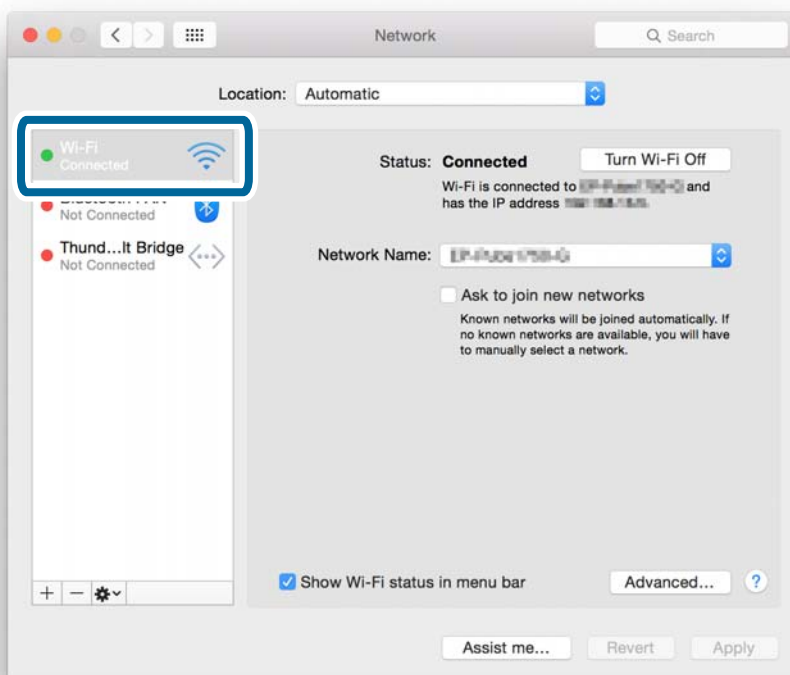 Network
Search
Location: Automatic
Wi-Fi
Connected
Not Connected
Thund...lt Bridge
Not Connected
Status: Connected
Turn Wi-Fi Off
Wi-Fi is connected to and
has the IP address
Network Name:
Ask to join new networks
Known networks will be joined automatically. If
no known networks are available, you will have
to manually select a network.
Show Wi-Fi status in menu bar
Advanced...
?
Assist me...
Revert
Apply